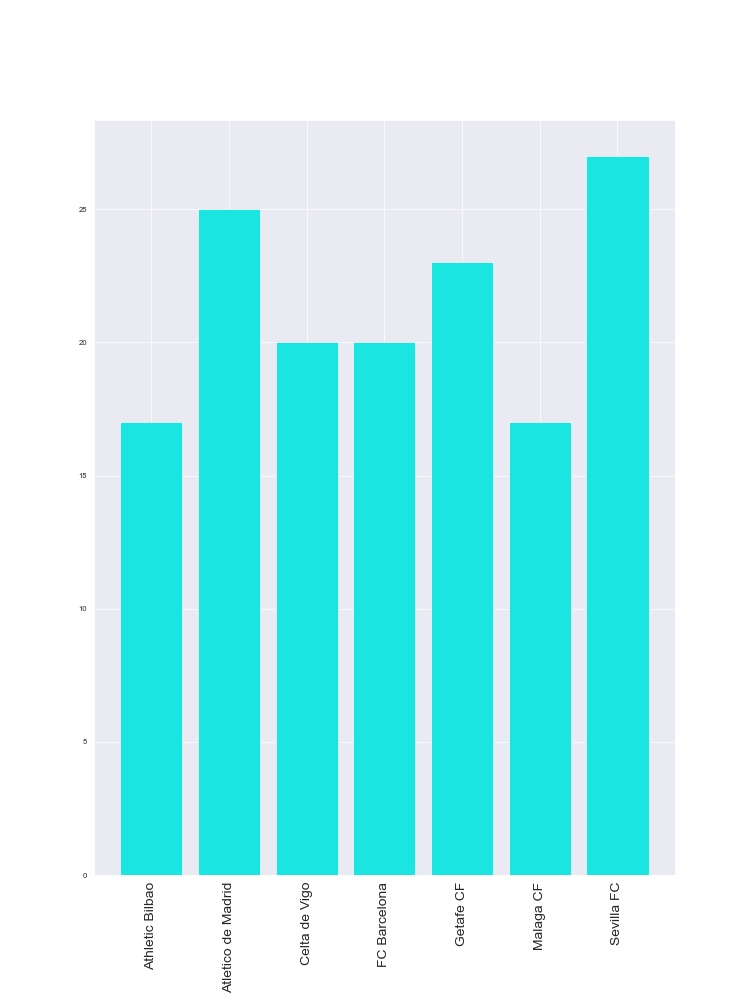 25
20
15
10
5
0
Athletic Bilbao
Atletico de Madrid
Celta de Vigo
FC Barcelona
Getafe CF
Malaga CF
Sevilla FC